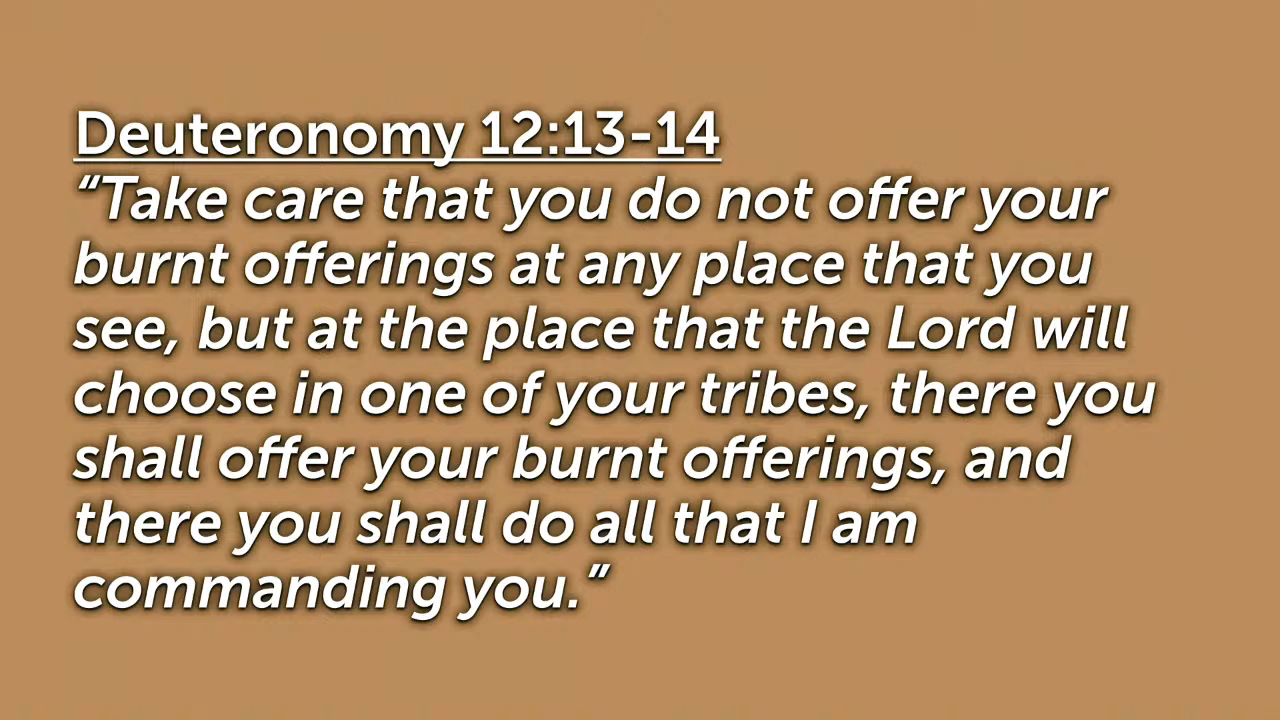 Deuteronomy 12:13-14
“Take care that you do not offer your
burnt offerings at any place that you
see, but at the place that the Lord will
choose in one of your tribes, there you
shall offer your burnt offerings, and
there you shall do all that I am
commanding you.”